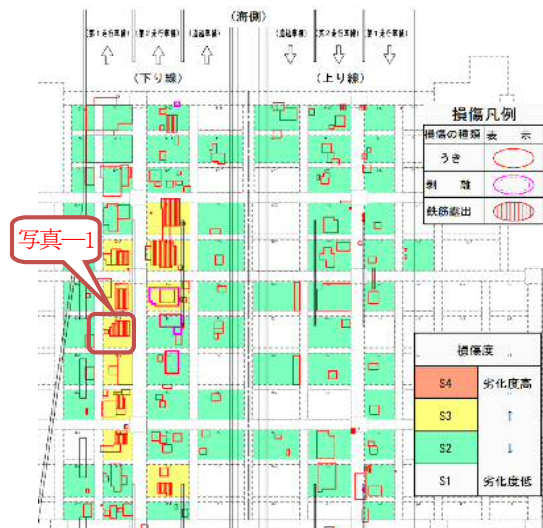 (海側)
(第1走行車線) (第2走行車線) (追越車線) (追越車線) (第2走行車線) (第1走行車線)
(下り線) (上り線)
損傷凡例
損傷の種類 表 示
うき
剥 離
鉄筋露出
写真―1
損傷度
S4 劣化度高
S3 ↑
S2 ↓
S1 劣化度低